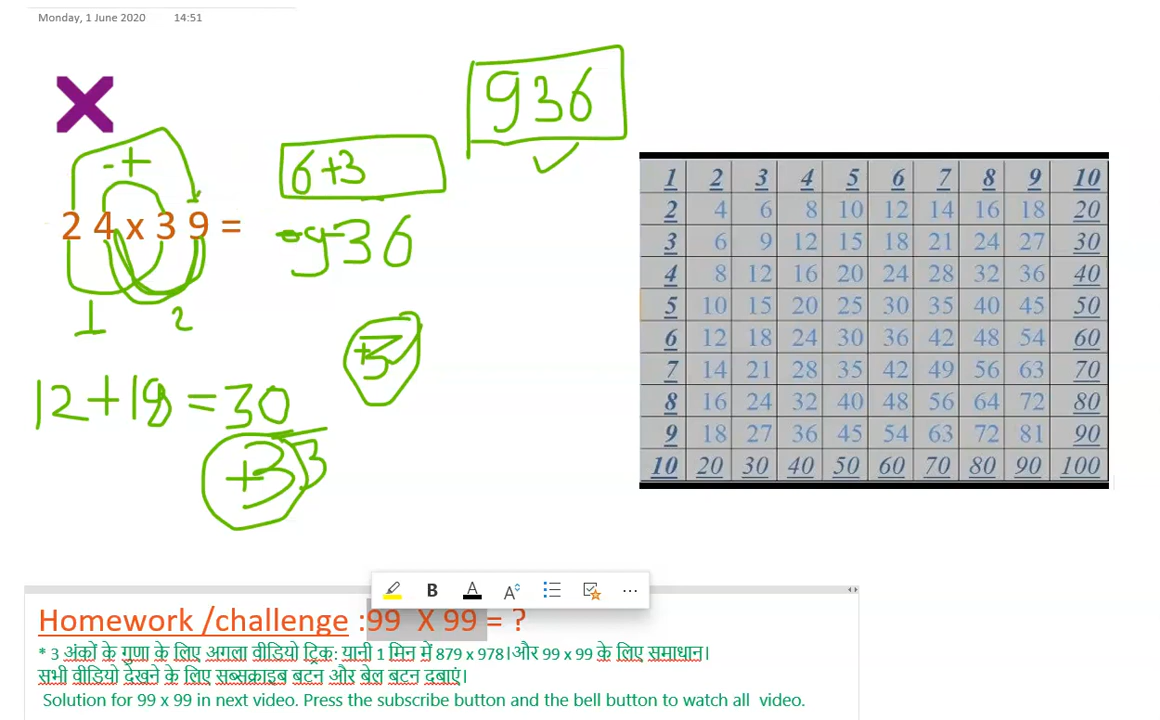 Monday, 1 June 2020 14:51
936
- +
6+3
24 x 39 =
-936
1 2
+3
12+18=30
+3 3
1 2 3 4 5 6 7 8 9 10
2 4 6 8 10 12 14 16 18 20
3 6 9 12 15 18 21 24 27 30
4 8 12 16 20 24 28 32 36 40
5 10 15 20 25 30 35 40 45 50
6 12 18 24 30 36 42 48 54 60
7 14 21 28 35 42 49 56 63 70
8 16 24 32 40 48 56 64 72 80
9 18 27 36 45 54 63 72 81 90
10 20 30 40 50 60 70 80 90 100
B A A ...
Homework /challenge :99 X 99 = ?
* 3 अंकों के गुणा के लिए अगला वीडियो ट्रिक: यानी 1 मिन में 879 x 978।और 99 x 99 के लिए समाधान।
सभी वीडियो देखने के लिए सब्सक्राइब बटन और बेल बटन दबाएं।
Solution for 99 x 99 in next video. Press the subscribe button and the bell button to watch all video.